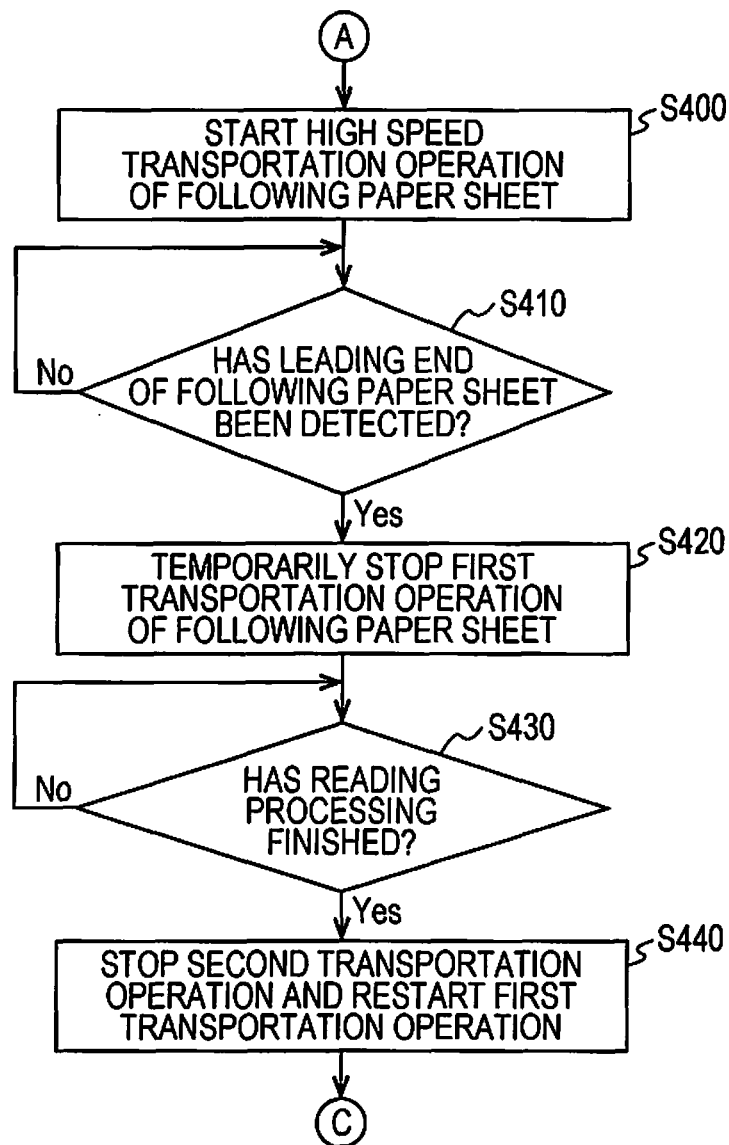 A
S400
START HIGH SPEED
TRANSPORTATION OPERATION
OF FOLLOWING PAPER SHEET
S410
HAS LEADING END
OF FOLLOWING PAPER SHEET
BEEN DETECTED?
No
Yes
S420
TEMPORARILY STOP FIRST
TRANSPORTATION OPERATION
OF FOLLOWING PAPER SHEET
S430
HAS READING
PROCESSING
FINISHED?
No
Yes
S440
STOP SECOND TRANSPORTATION
OPERATION AND RESTART FIRST
TRANSPORTATION OPERATION
C